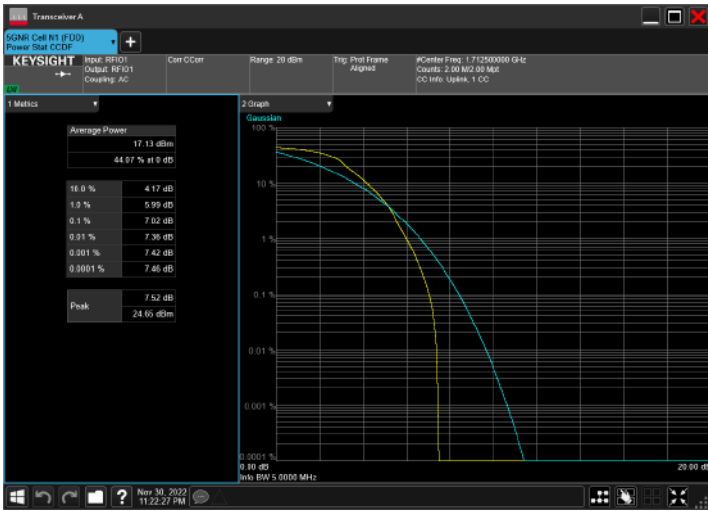 Transceiver A
5GNR Cell N1 (FDD)
Power Stat CCDF
KEYSIGHT
Input: RFIO1
Output: RFIO1
Coupling: AC
Corr CCorr
Range: 20 dBm
Trig: Prot Frame
Aligned
#Center Freq: 1.712500000 GHz
Counts: 2.00 M/2.00 Mpt
CC Info: Uplink, 1 CC
1 Metrics
Average Power
17.13 dBm
44.07 % at 0 dB
10.0 % 4.17 dB
1.0 % 5.99 dB
0.1 % 7.02 dB
0.01 % 7.36 dB
0.001 % 7.42 dB
0.0001 % 7.46 dB
Peak
7.52 dB
24.65 dBm
2 Graph
Gaussian
100 %
10 %
1 %
0.1 %
0.01 %
0.001 %
0.0001 %
0.00 dB
20.00 dB
Info BW 5.0000 MHz
?
Nov 30, 2022
11:22:27 PM